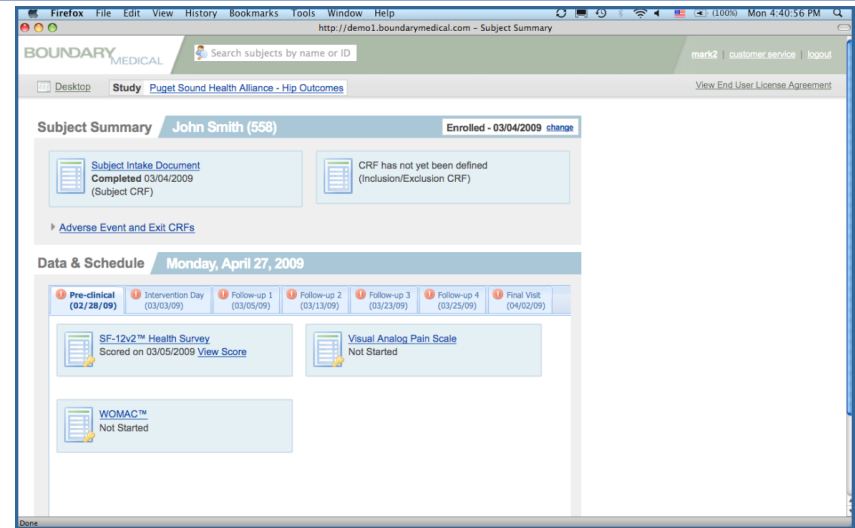 Firefox File Edit View History Bookmarks Tools Window Help (100%) Mon 4:40:56 PM
http://demo1.boundarymedical.com – Subject Summary
BOUNDARY MEDICAL Search subjects by name or ID mark2 | customer service | logout
Desktop Study Puget Sound Health Alliance - Hip Outcomes View End User License Agreement
Subject Summary John Smith (558) Enrolled - 03/04/2009 change
Subject Intake Document
Completed 03/04/2009
(Subject CRF)
CRF has not yet been defined
(Inclusion/Exclusion CRF)
Adverse Event and Exit CRFs
Data & Schedule Monday, April 27, 2009
Pre-clinical
(02/28/09)
Intervention Day
(03/03/09)
Follow-up 1
(03/05/09)
Follow-up 2
(03/13/09)
Follow-up 3
(03/23/09)
Follow-up 4
(03/25/09)
Final Visit
(04/02/09)
SF-12v2™ Health Survey
Scored on 03/05/2009 View Score
Visual Analog Pain Scale
Not Started
WOMAC™
Not Started
Done